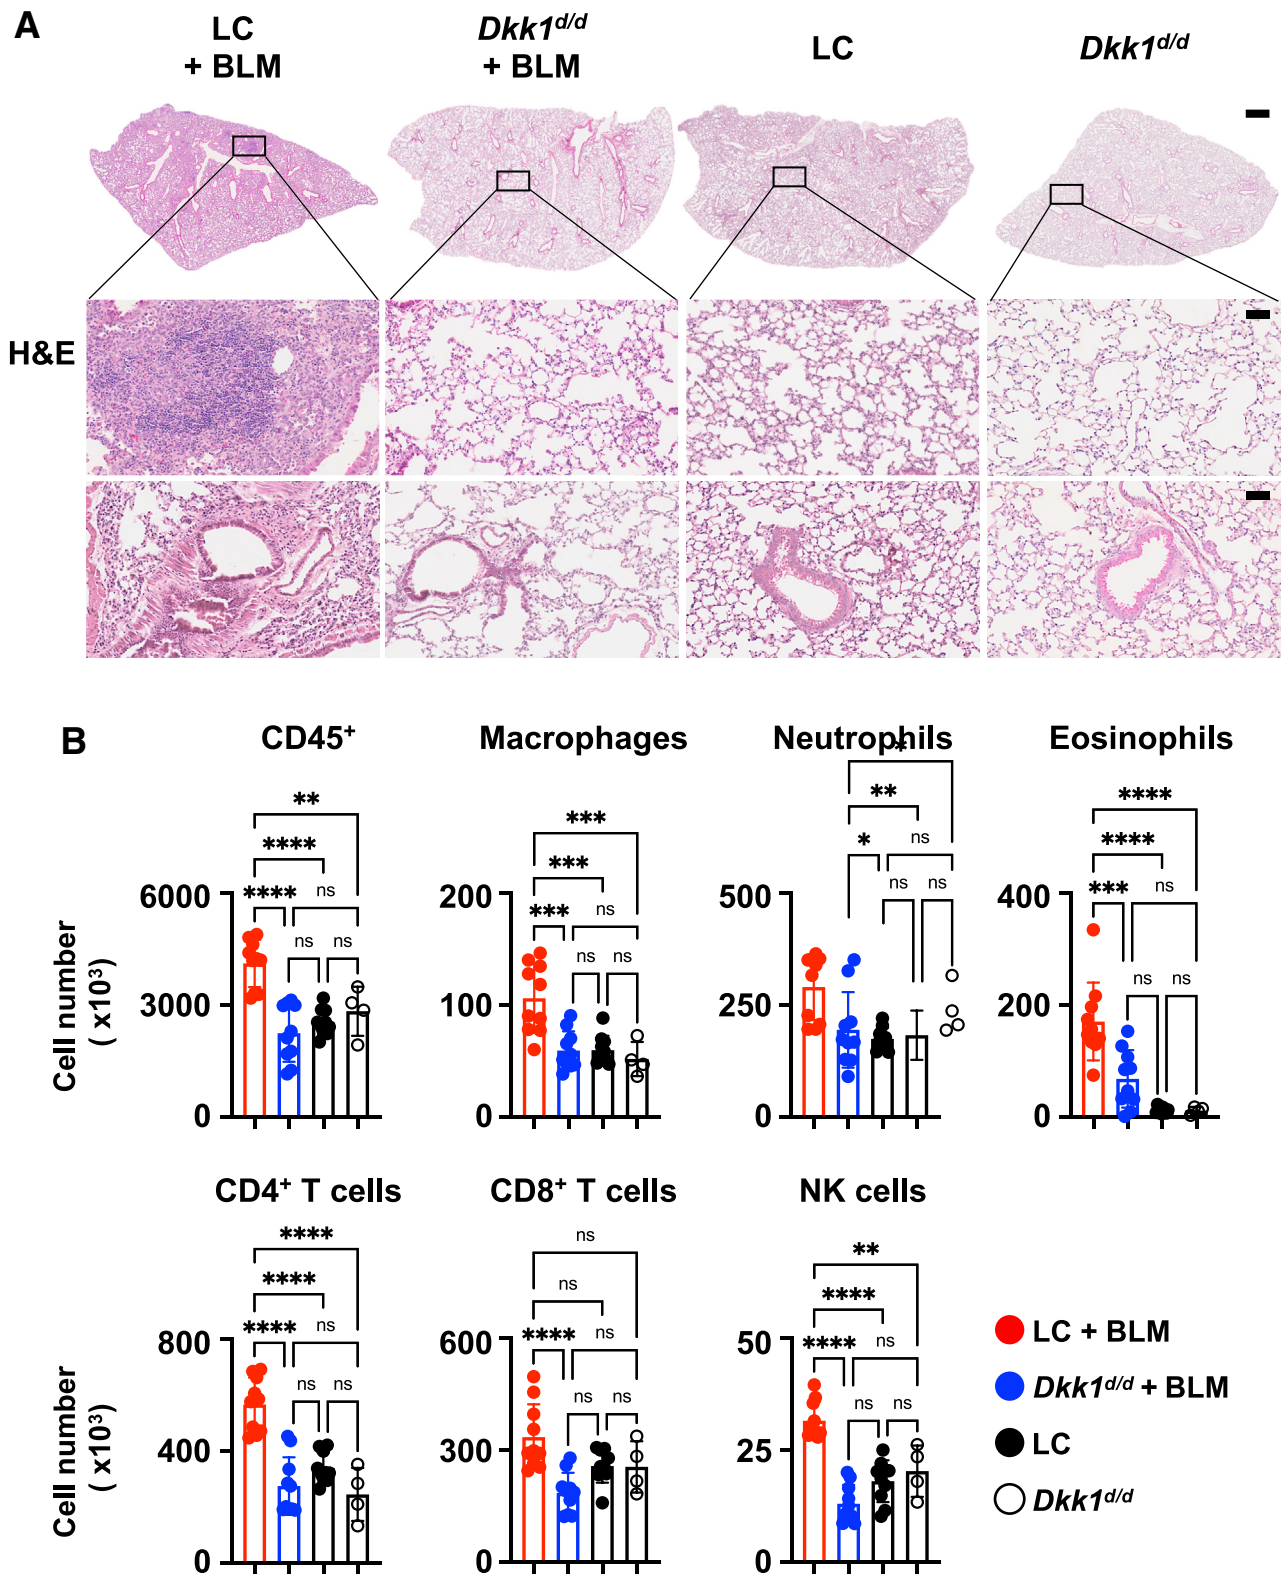 A
LC
+ BLM
Dkk1d/d
+ BLM
LC
Dkk1d/d
H&E
B
CD45+
Macrophages
Neutrophils
Eosinophils
Cell number
( x10³)
6000
3000
0
**
****
****
ns
ns
ns
200
100
0
***
***
***
ns
ns
ns
500
250
0
*
**
*
ns
ns
ns
400
200
0
****
****
***
ns
ns
ns
CD4+ T cells
CD8+ T cells
NK cells
Cell number
( x10³)
800
400
0
****
****
****
ns
ns
ns
600
300
0
ns
ns
****
ns
ns
ns
50
25
0
**
****
****
ns
ns
ns
LC + BLM
Dkk1d/d + BLM
LC
Dkk1d/d